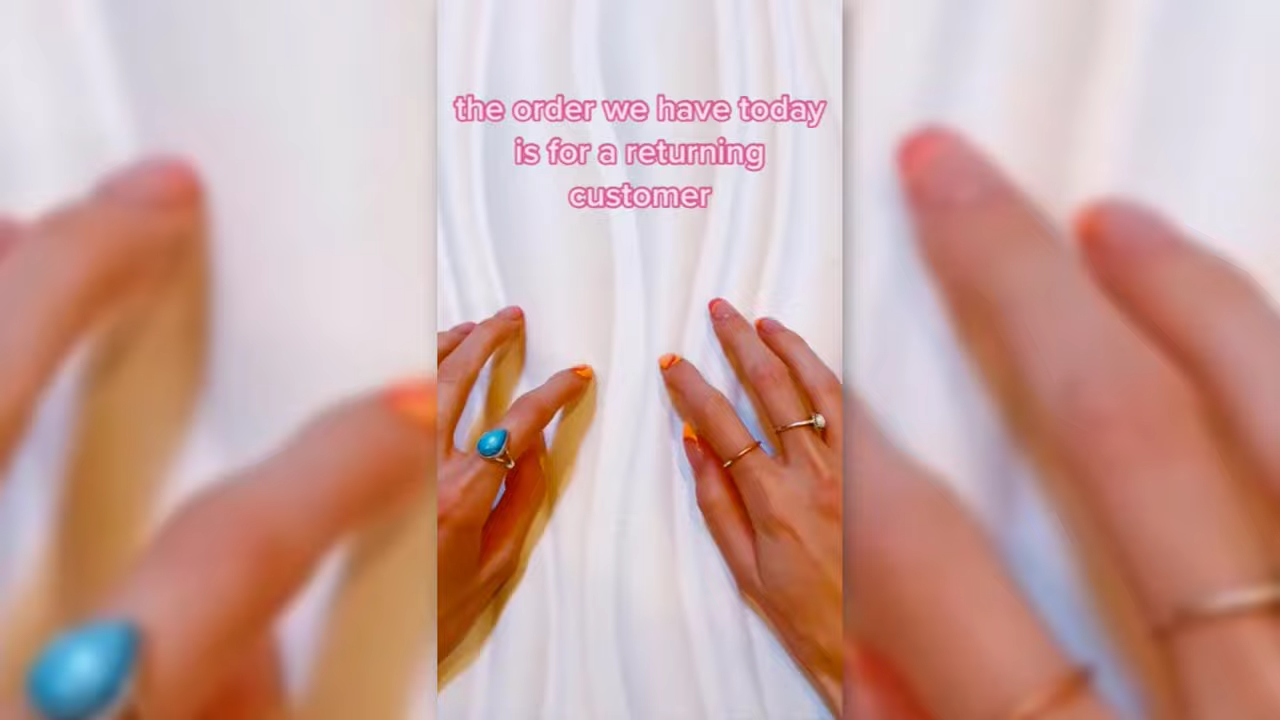 the order we have today
is for a returning
customer